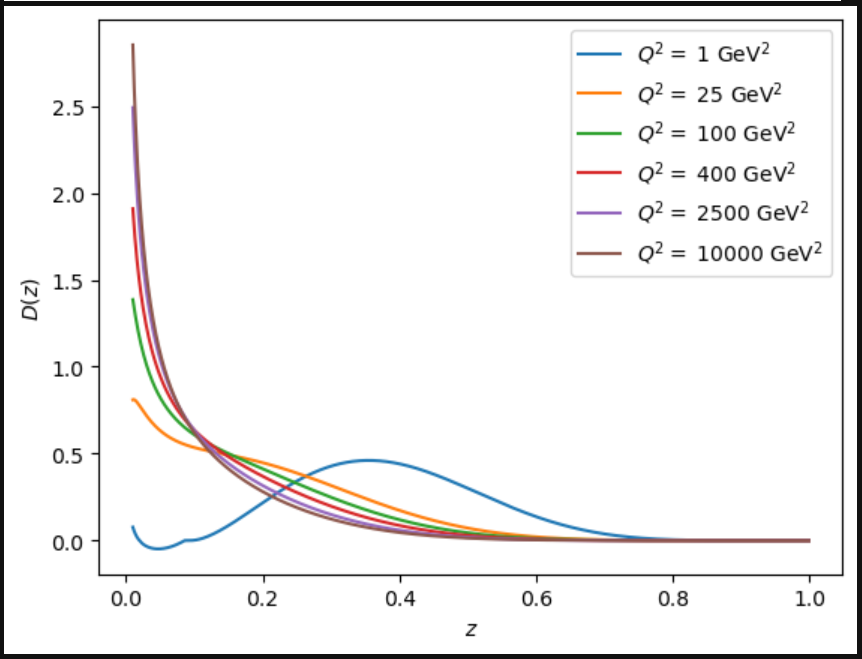 Q² = 1 GeV²
Q² = 25 GeV²
Q² = 100 GeV²
Q² = 400 GeV²
Q² = 2500 GeV²
Q² = 10000 GeV²
2.5
2.0
1.5
1.0
0.5
0.0
D(z)
0.0 0.2 0.4 0.6 0.8 1.0
z